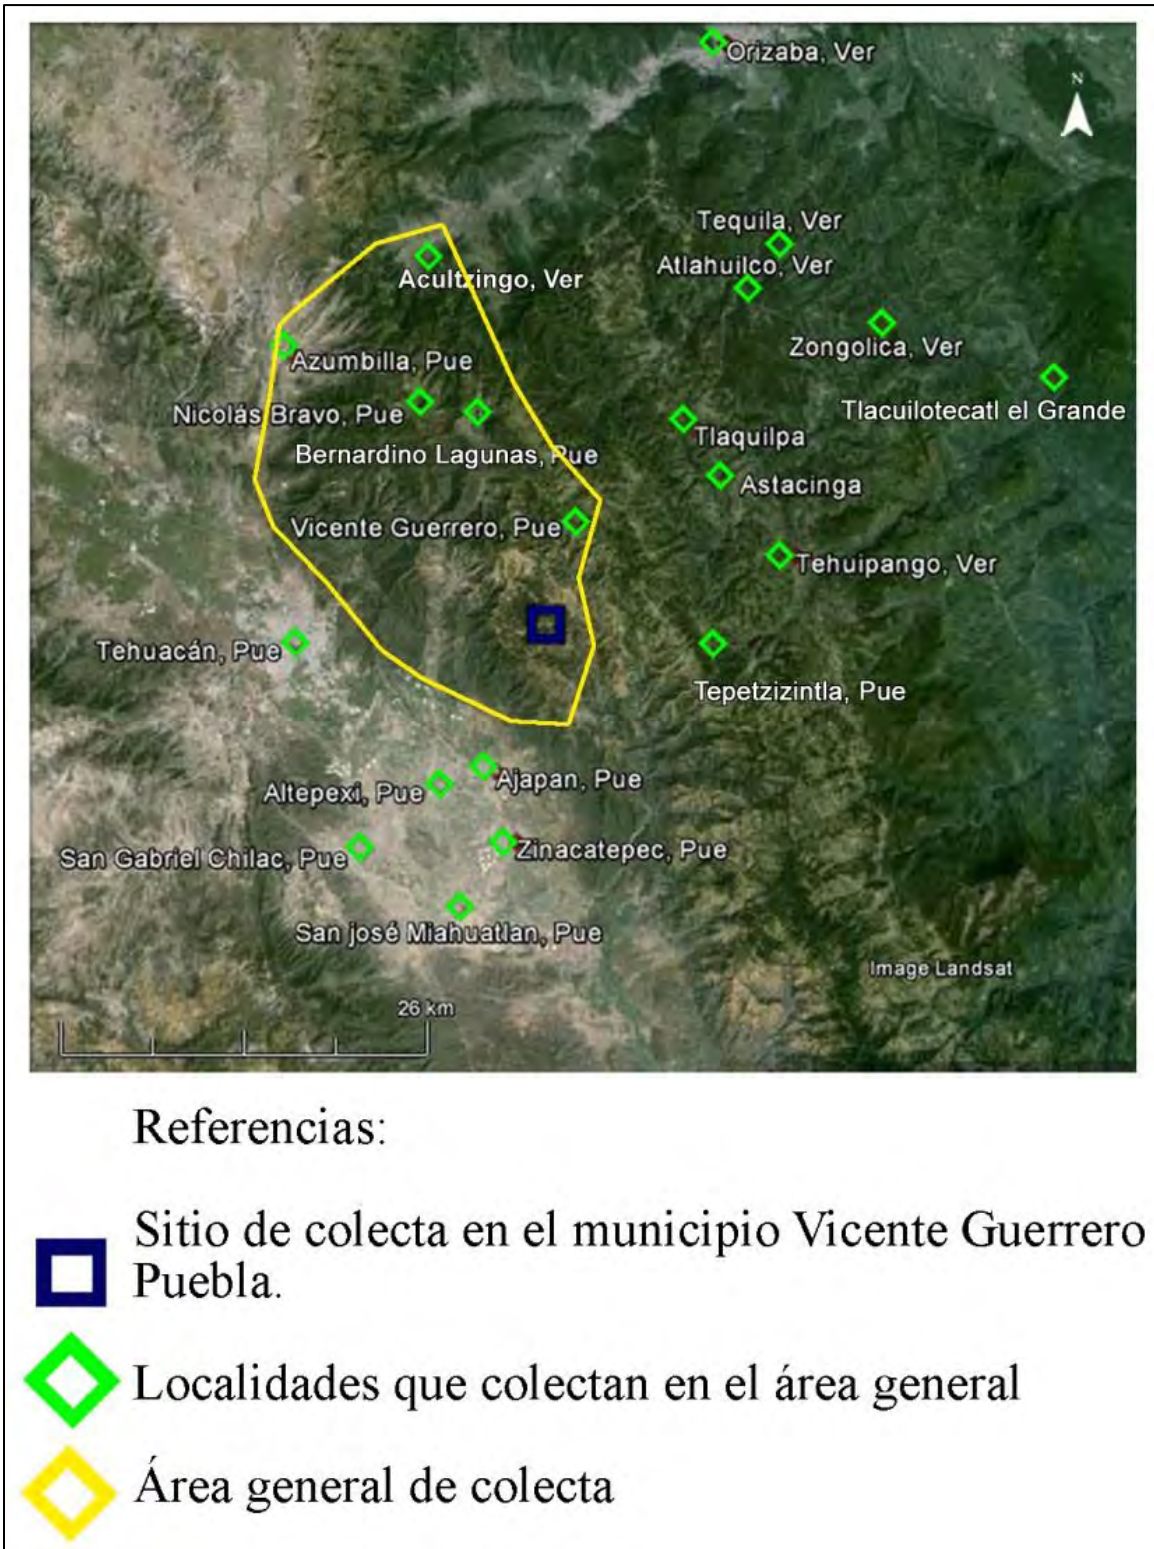 Orizaba, Ver
N
Tequila, Ver
Atlahuilco, Ver
Acultzingo, Ver
Zongolica, Ver
Azumbilla, Pue
Tlacuilotecatl el Grande
Nicolás Bravo, Pue
Tlaquilpa
Bernardino Lagunas, Pue
Astacinga
Vicente Guerrero, Pue
Tehuipango, Ver
Tehuacán, Pue
Tepetzizintla, Pue
Ajapan, Pue
Altepexi, Pue
Zinacatepec, Pue
San Gabriel Chilac, Pue
San josé Miahuatlan, Pue
Image Landsat
26 km
Referencias:
Sitio de colecta en el municipio Vicente Guerrero
Puebla.
Localidades que colectan en el área general
Área general de colecta